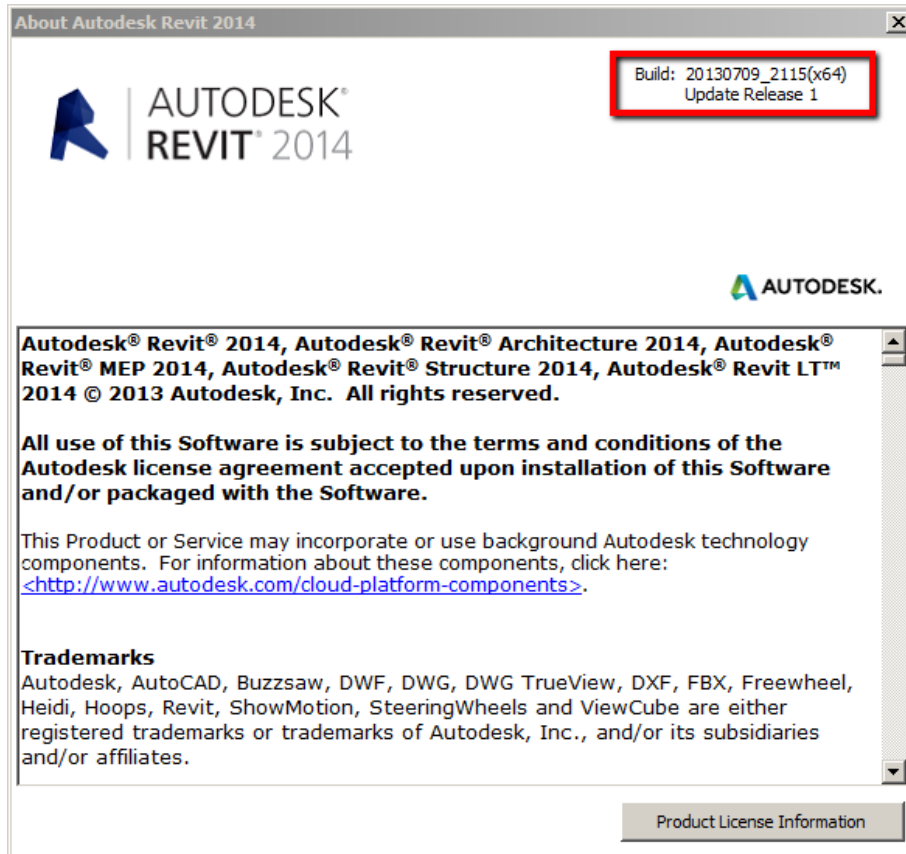 About Autodesk Revit 2014
Build: 20130709_2115(x64)
Update Release 1
AUTODESK®
REVIT® 2014
AUTODESK.
Autodesk® Revit® 2014, Autodesk® Revit® Architecture 2014, Autodesk®
Revit® MEP 2014, Autodesk® Revit® Structure 2014, Autodesk® Revit LT™
2014 © 2013 Autodesk, Inc.  All rights reserved.
All use of this Software is subject to the terms and conditions of the
Autodesk license agreement accepted upon installation of this Software
and/or packaged with the Software.
This Product or Service may incorporate or use background Autodesk technology
components.  For information about these components, click here:
<http://www.autodesk.com/cloud-platform-components>.
Trademarks
Autodesk, AutoCAD, Buzzsaw, DWF, DWG, DWG TrueView, DXF, FBX, Freewheel,
Heidi, Hoops, Revit, ShowMotion, SteeringWheels and ViewCube are either
registered trademarks or trademarks of Autodesk, Inc., and/or its subsidiaries
and/or affiliates.
Product License Information